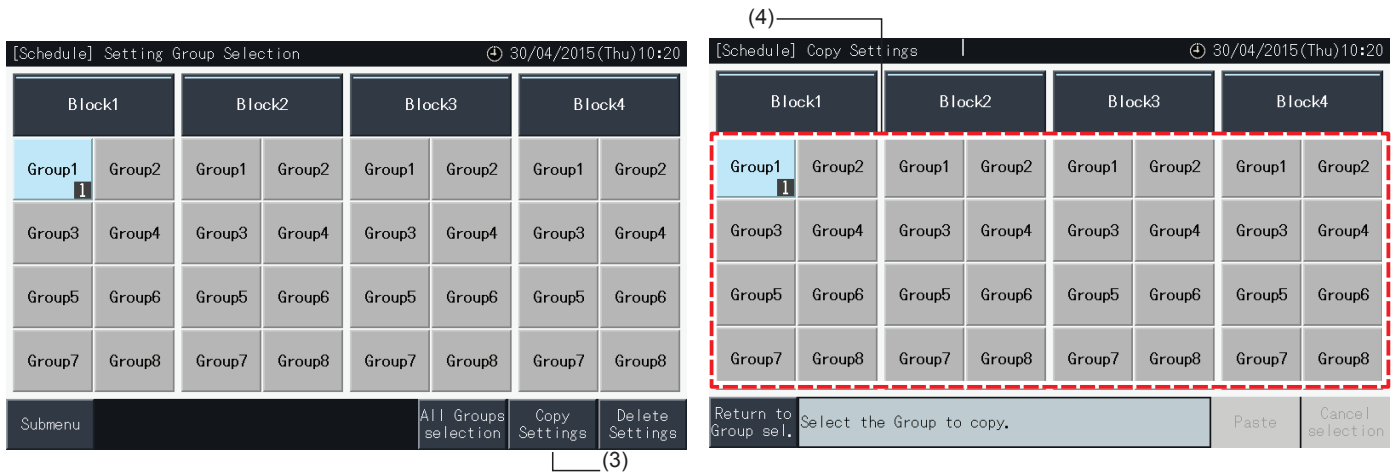 (4)
[Schedule] Setting Group Selection 30/04/2015(Thu)10:20
Block1 Block2 Block3 Block4
Group1 Group2 Group1 Group2 Group1 Group2 Group1 Group2
1
Group3 Group4 Group3 Group4 Group3 Group4 Group3 Group4
Group5 Group6 Group5 Group6 Group5 Group6 Group5 Group6
Group7 Group8 Group7 Group8 Group7 Group8 Group7 Group8
Submenu All Groups selection Copy Settings Delete Settings
(3)
[Schedule] Copy Settings 30/04/2015(Thu)10:20
Block1 Block2 Block3 Block4
Group1 Group2 Group1 Group2 Group1 Group2 Group1 Group2
1
Group3 Group4 Group3 Group4 Group3 Group4 Group3 Group4
Group5 Group6 Group5 Group6 Group5 Group6 Group5 Group6
Group7 Group8 Group7 Group8 Group7 Group8 Group7 Group8
Return to Group sel. Select the Group to copy. Paste Cancel selection